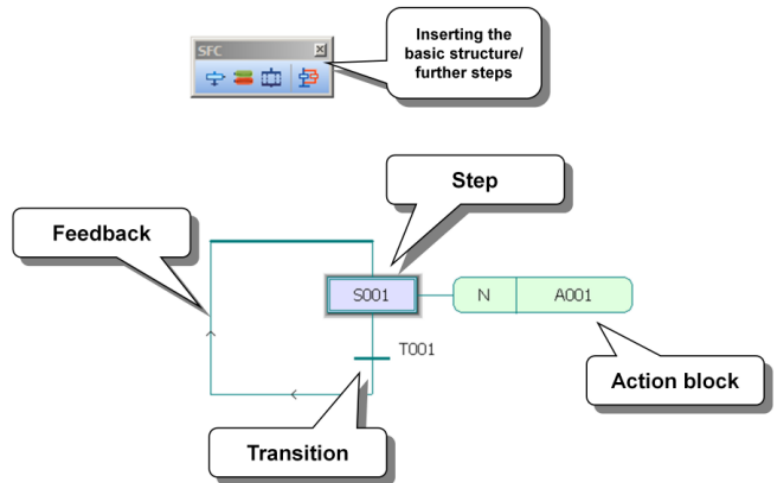 SFC
Inserting the
basic structure/
further steps
Step
Feedback
S001
N
A001
T001
Action block
Transition